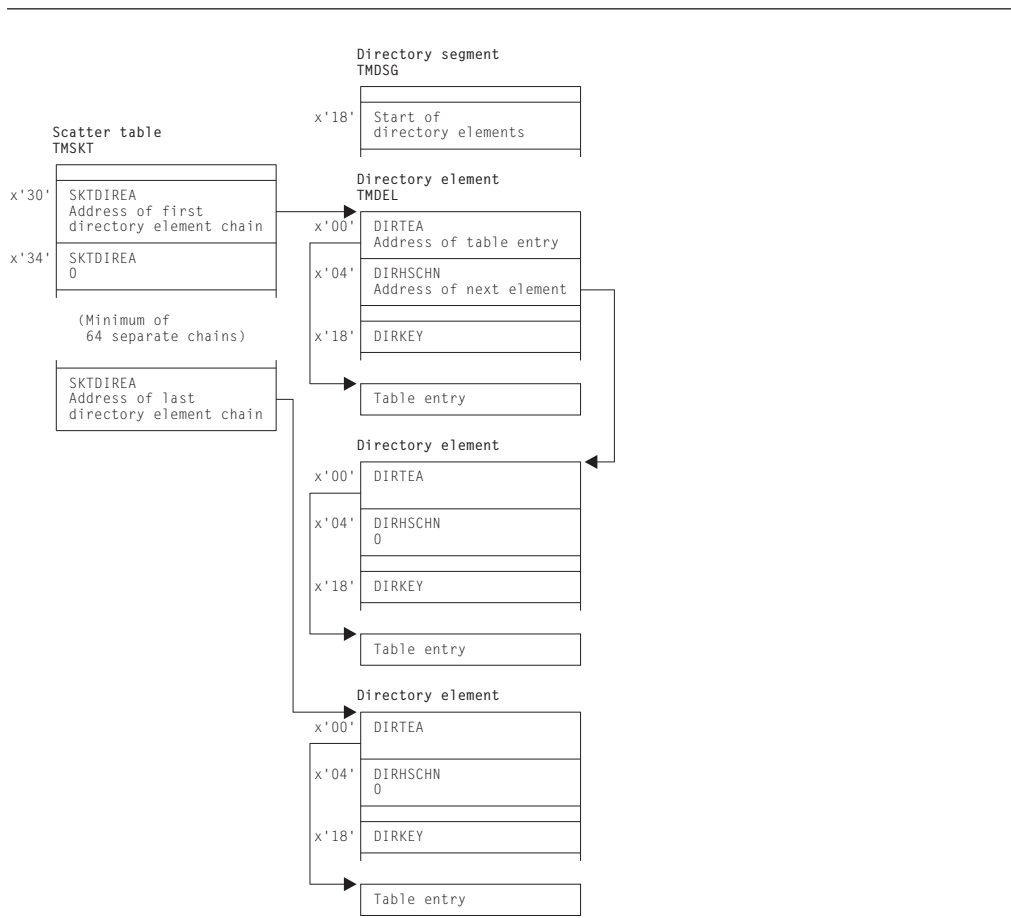 Directory segment
TMDSG
x'18'
Start of
directory elements
Scatter table
TMSKT
x'30'
SKTDIREA
Address of first
directory element chain
x'34'
SKTDIREA
0
(Minimum of
64 separate chains)
SKTDIREA
Address of last
directory element chain
Directory element
TMDEL
x'00'
DIRTEA
Address of table entry
x'04'
DIRHSCHN
Address of next element
x'18'
DIRKEY
Table entry
Directory element
x'00'
DIRTEA
x'04'
DIRHSCHN
0
x'18'
DIRKEY
Table entry
Directory element
x'00'
DIRTEA
x'04'
DIRHSCHN
0
x'18'
DIRKEY
Table entry